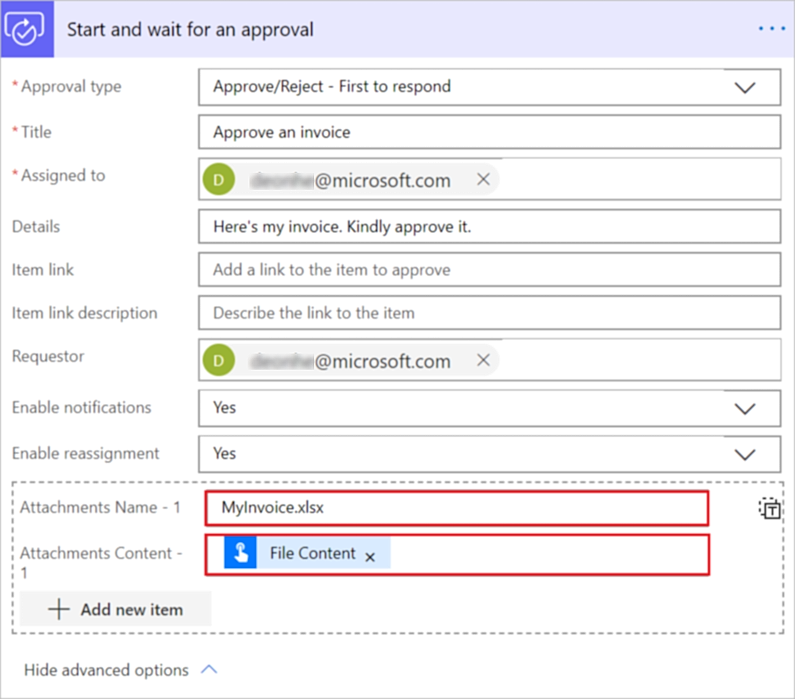 Start and wait for an approval
* Approval type Approve/Reject - First to respond
* Title Approve an invoice
* Assigned to D @microsoft.com
Details Here's my invoice. Kindly approve it.
Item link Add a link to the item to approve
Item link description Describe the link to the item
Requestor D @microsoft.com
Enable notifications Yes
Enable reassignment Yes
Attachments Name - 1 MyInvoice.xlsx
Attachments Content - File Content
1
Add new item
Hide advanced options